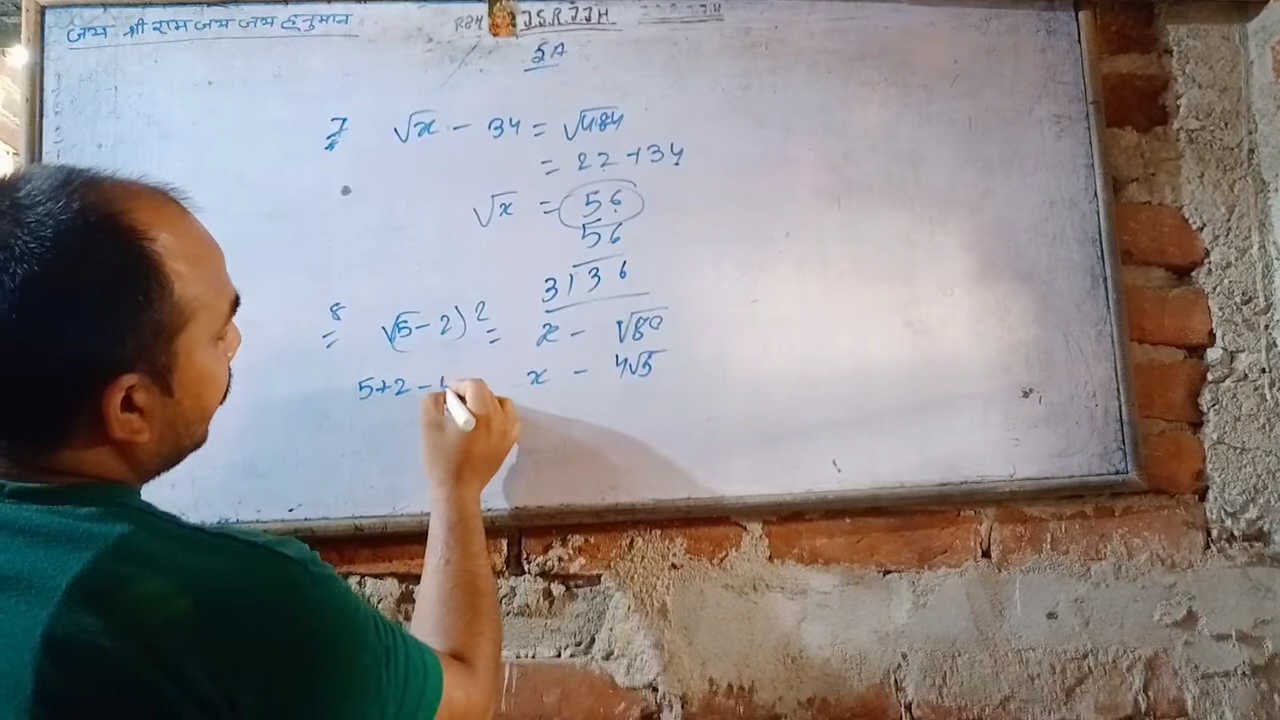 जय श्री राम जय जय हनुमान
J.S.R.J.J.H
SA
7 √x - 34 = √484
= 22 + 34
√x = 56
56
3136
8 (√5 - 2)² = x - √80
5+2- x - 4√5